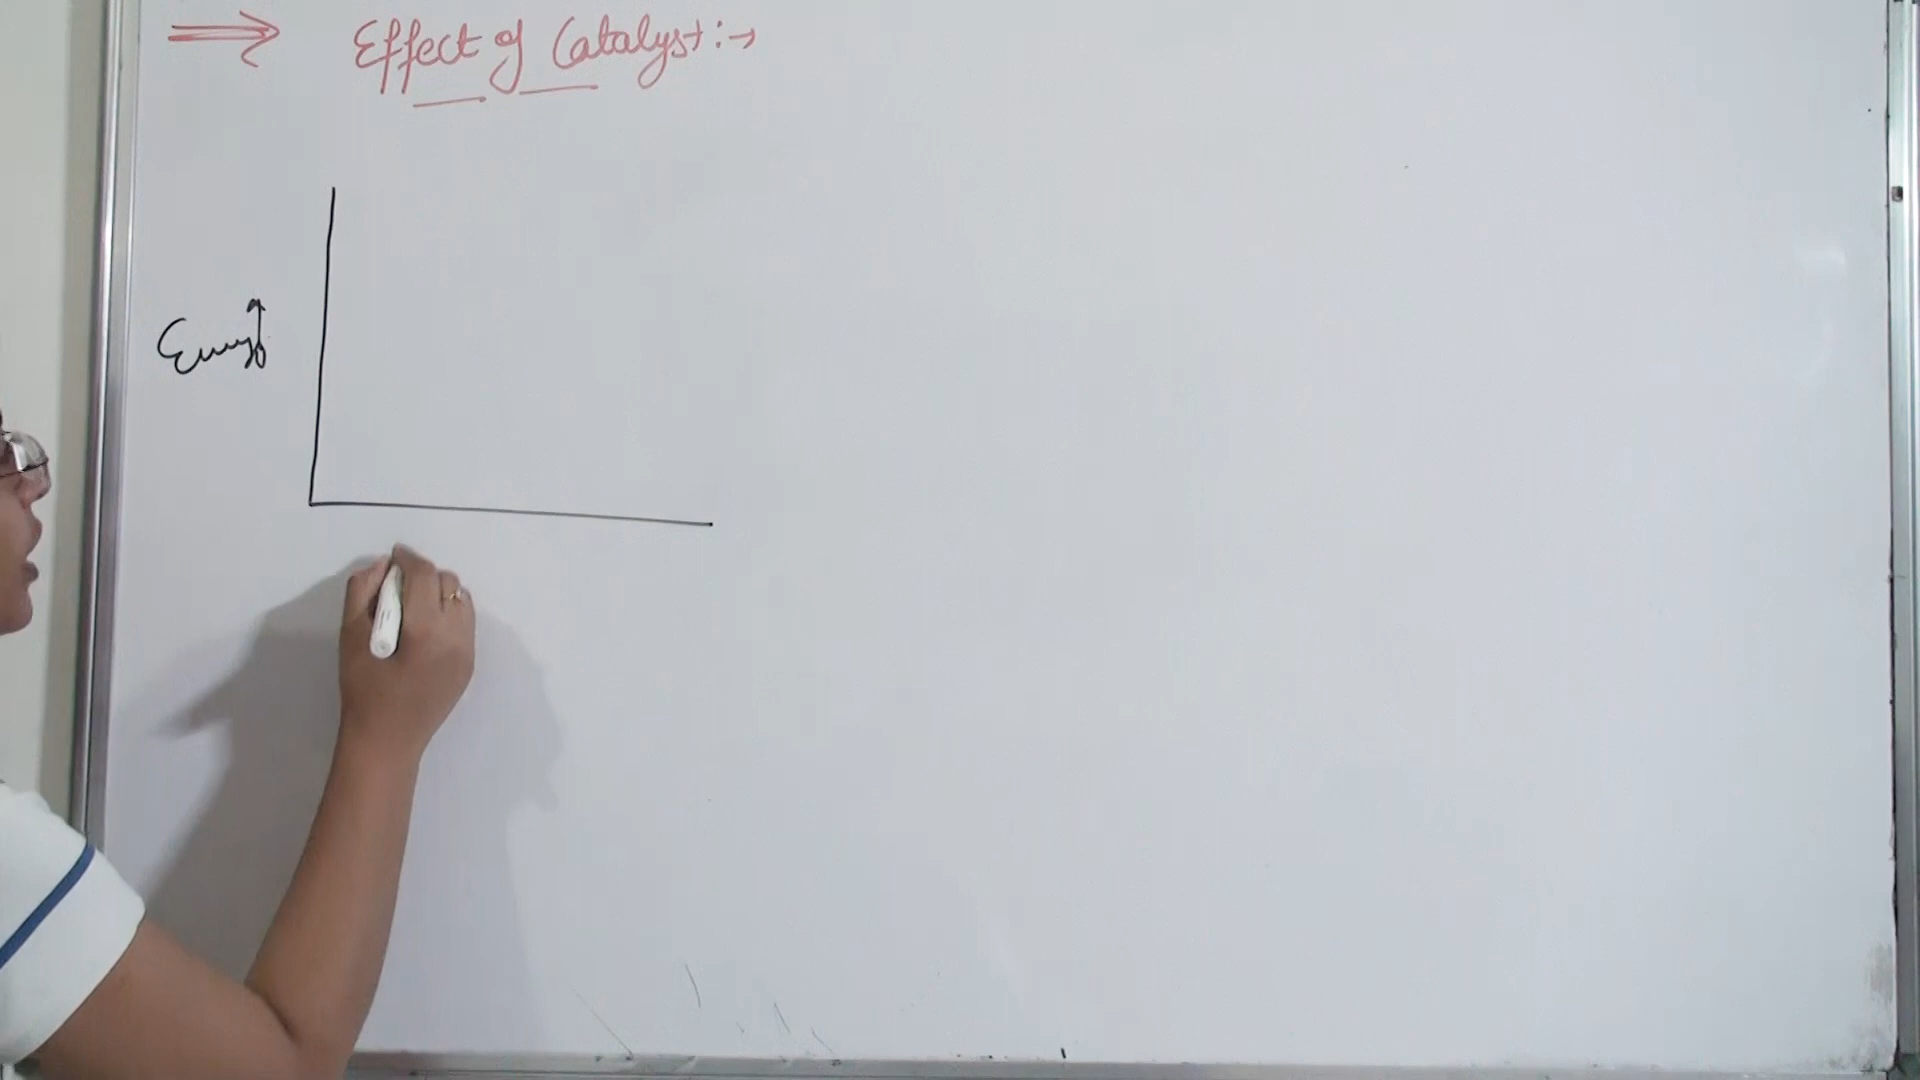 ⇒ Effect of Catalyst :→
Energy ↑